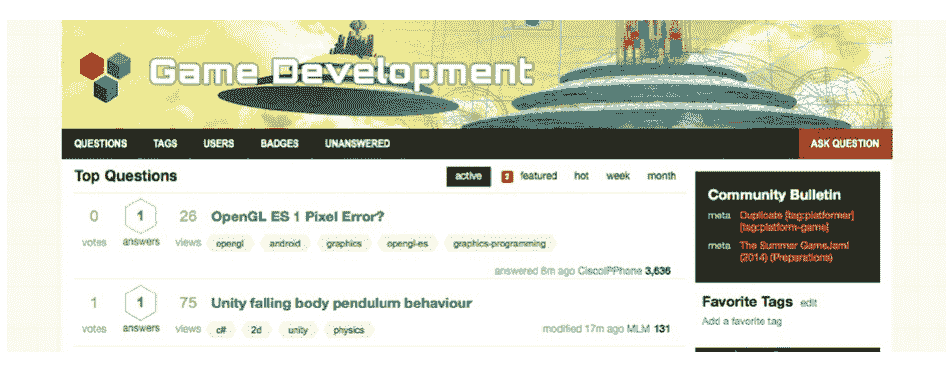 Game Development
QUESTIONS TAGS USERS BADGES UNANSWERED ASK QUESTION
Top Questions active 3 featured hot week month
0 1 26 OpenGL ES 1 Pixel Error?
votes answers views opengl android graphics opengl-es graphics-programming
answered 8m ago CiscoIPPhone 3,636
1 1 75 Unity falling body pendulum behaviour
votes answers views c# 2d unity physics modified 17m ago MLM 131
Community Bulletin
meta Duplicate [tag:platformer]
[tag:platform-game]
meta The Summer GameJam!
(2014) (Preparations)
Favorite Tags edit
Add a favorite tag